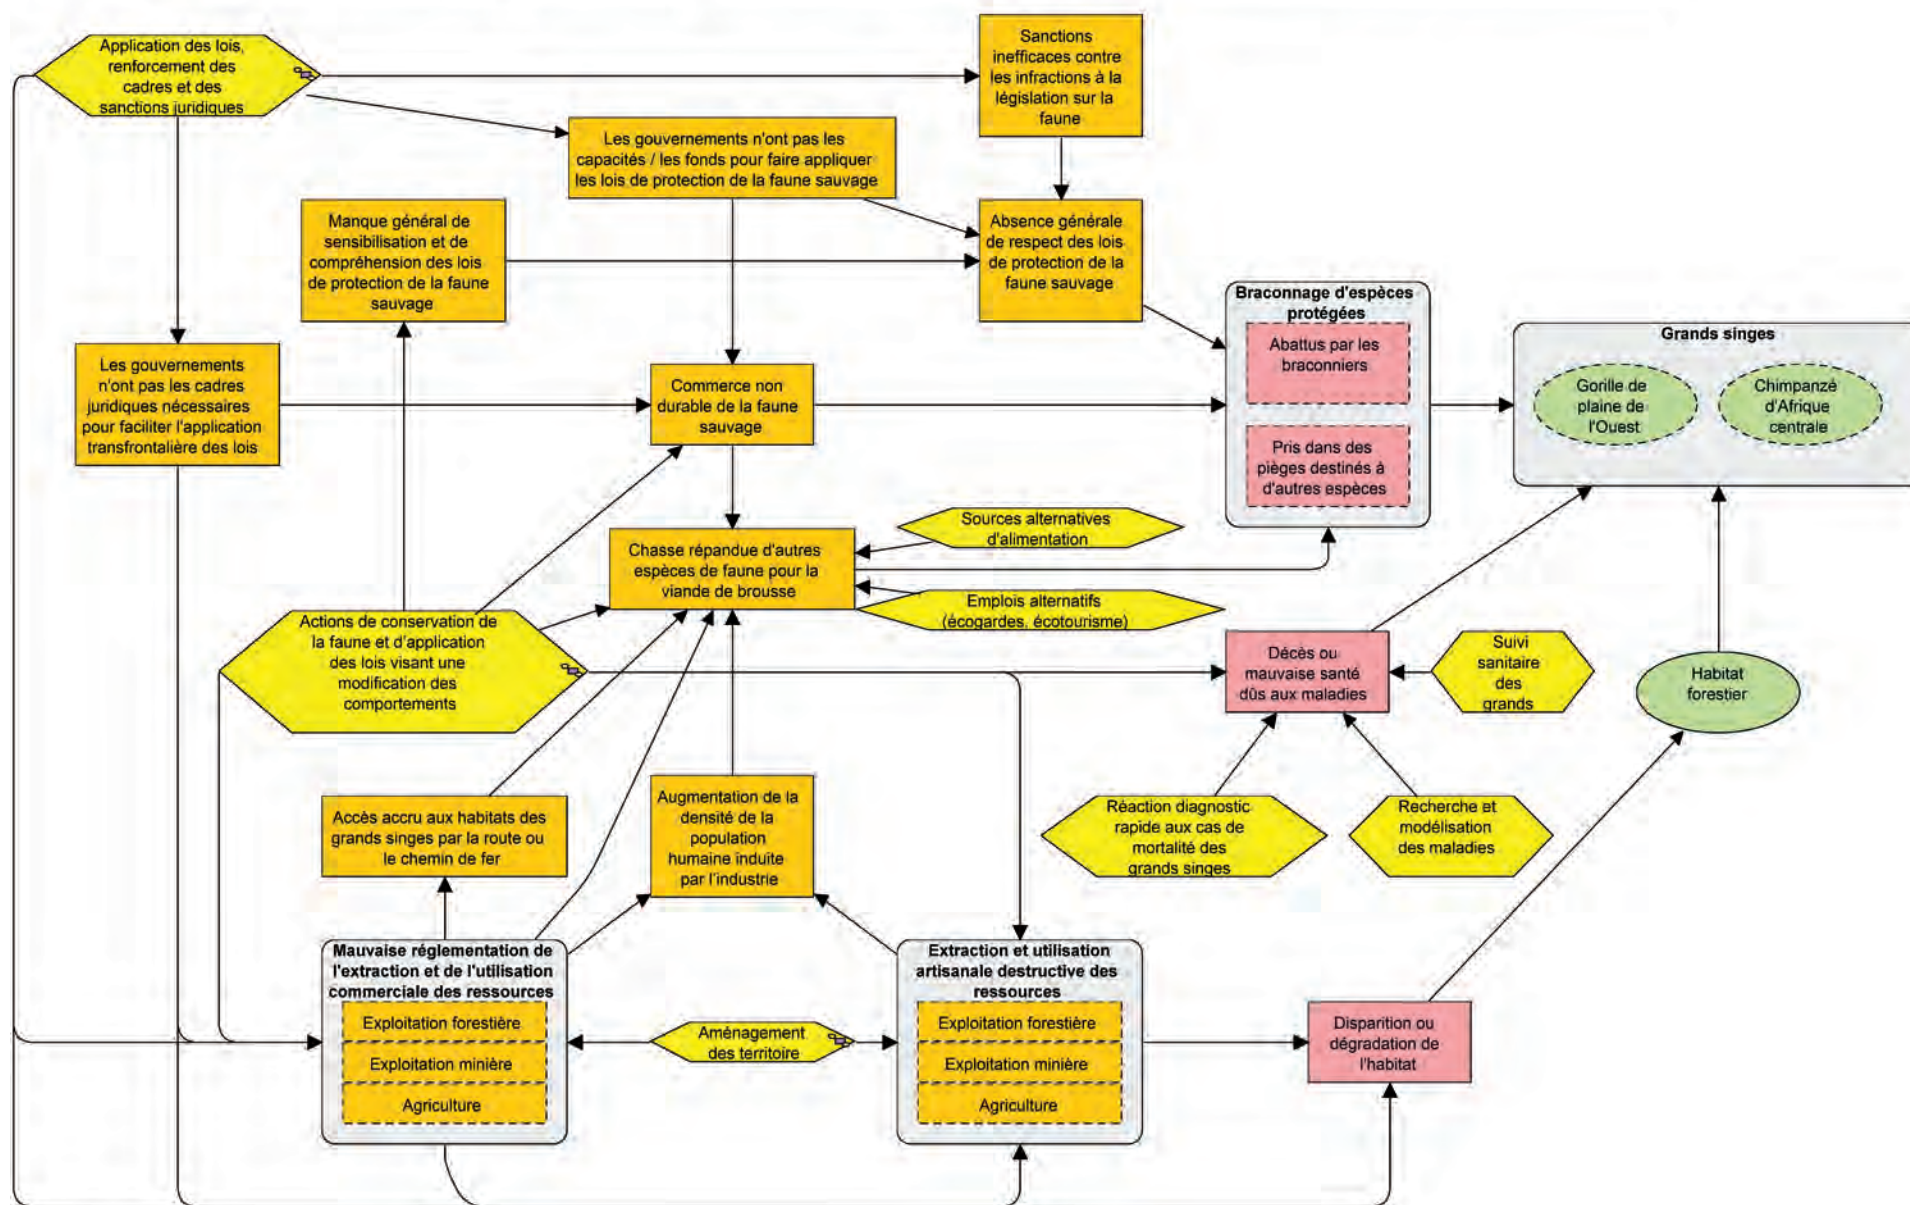 Application des lois,
renforcement des
cadres et des
sanctions juridiques
Sanctions
inefficaces contre
les infractions à la
législation sur la
faune
Les gouvernements n'ont pas les
capacités / les fonds pour faire appliquer
les lois de protection de la faune sauvage
Manque général de
sensibilisation et de
compréhension des lois
de protection de la faune
sauvage
Absence générale
de respect des lois
de protection de la
faune sauvage
Braconnage d'espèces
protégées
Abattus par les
braconniers
Pris dans des
pièges destinés à
d'autres espèces
Grands singes
Gorille de
plaine de
l'Ouest
Chimpanzé
d'Afrique
centrale
Les gouvernements
n'ont pas les cadres
juridiques nécessaires
pour faciliter l'application
transfrontalière des lois
Commerce non
durable de la faune
sauvage
Sources alternatives
d'alimentation
Chasse répandue d'autres
espèces de faune pour la
viande de brousse
Emplois alternatifs
(écogardes, écotourisme)
Actions de conservation de
la faune et d'application
des lois visant une
modification des
comportements
Décès ou
mauvaise santé
dûs aux maladies
Suivi
sanitaire
des
grands
Habitat
forestier
Accès accru aux habitats des
grands singes par la route ou
le chemin de fer
Augmentation de la
densité de la
population
humaine induite
par l'industrie
Réaction diagnostic
rapide aux cas de
mortalité des
grands singes
Recherche et
modélisation
des maladies
Mauvaise réglementation de
l'extraction et de l'utilisation
commerciale des ressources
Exploitation forestière
Exploitation minière
Agriculture
Aménagement
des territoire
Extraction et utilisation
artisanale destructive des
ressources
Exploitation forestière
Exploitation minière
Agriculture
Disparition ou
dégradation de
l'habitat